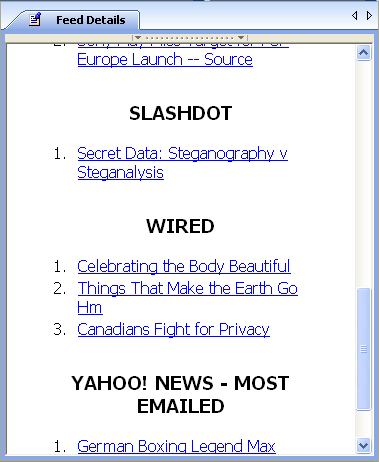 Feed Details
Europe Launch -- Source
SLASHDOT
1. Secret Data: Steganography v
Steganalysis
WIRED
1. Celebrating the Body Beautiful
2. Things That Make the Earth Go
Hm
3. Canadians Fight for Privacy
YAHOO! NEWS - MOST
EMAILED
1. German Boxing Legend Max